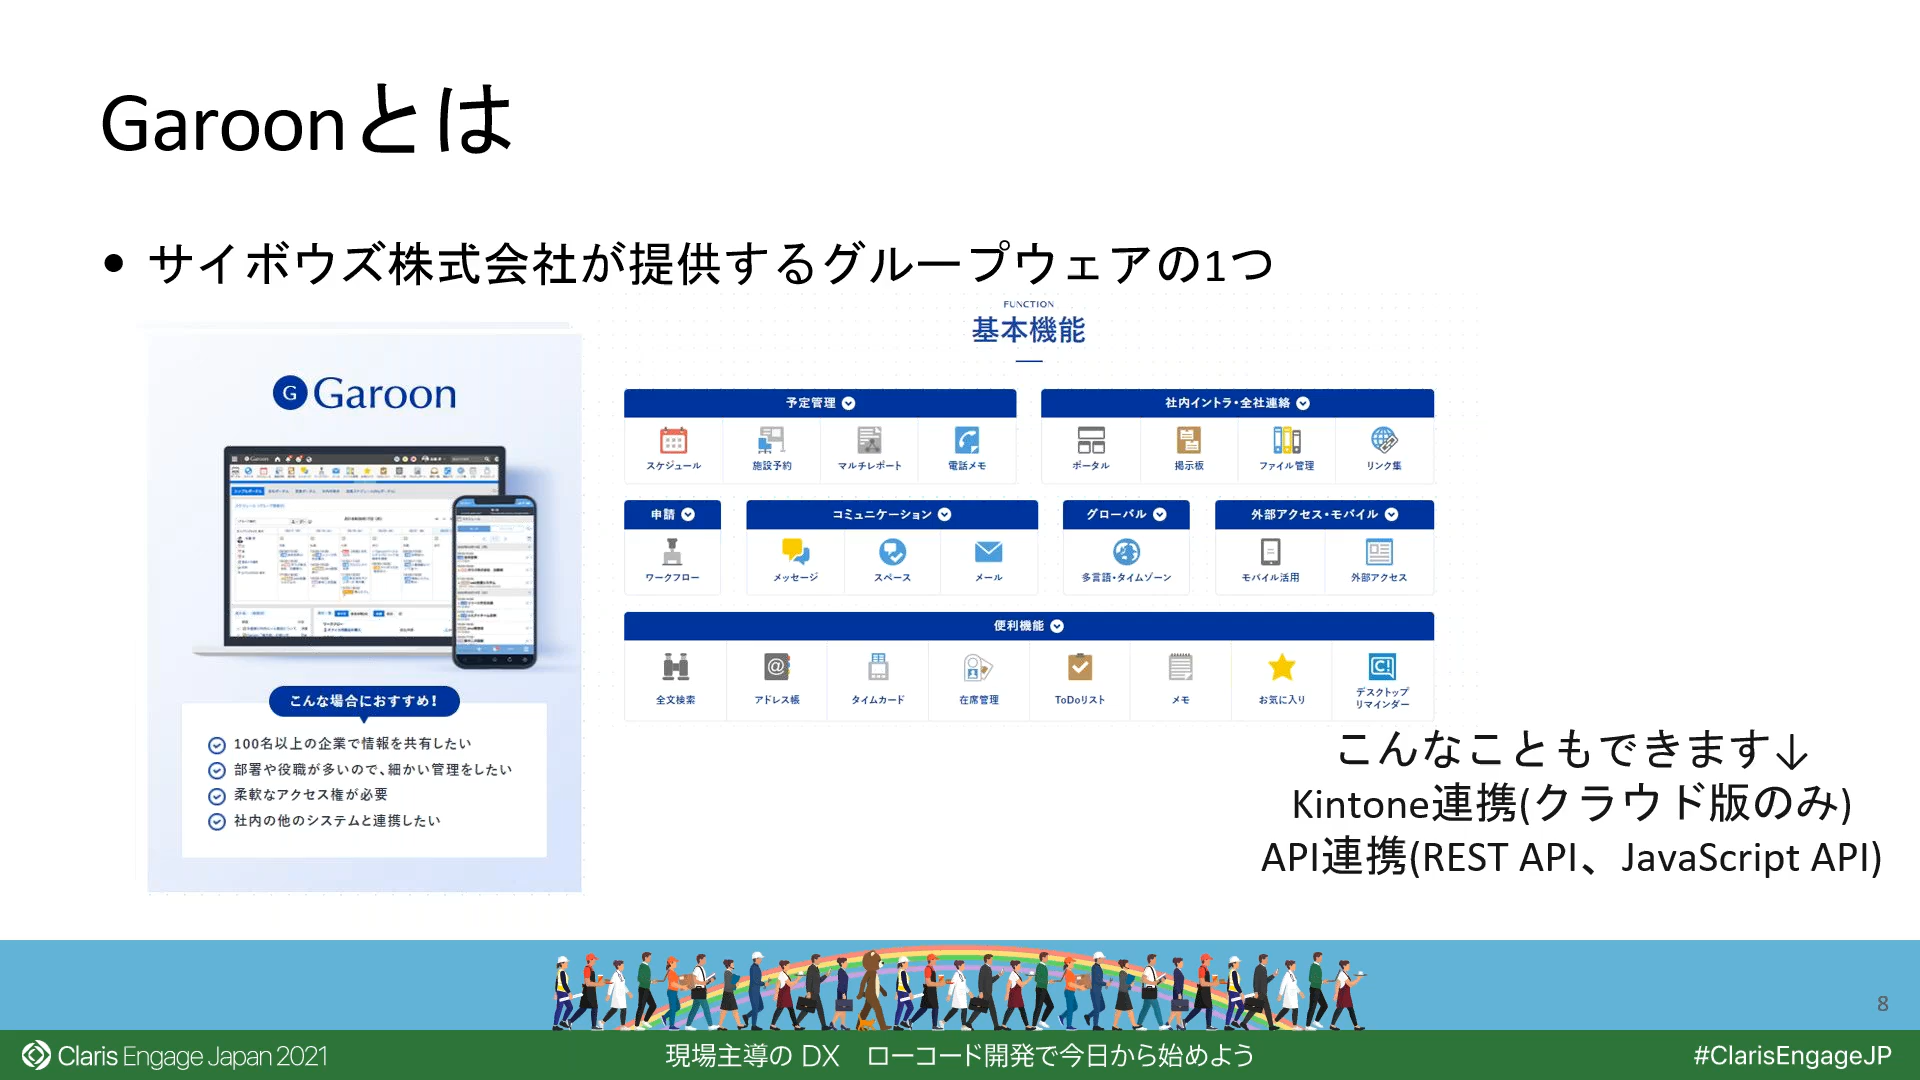 Garoonとは
• サイボウズ株式会社が提供するグループウェアの1つ
Garoon
こんな場合におすすめ!
100名以上の企業で情報を共有したい
部署や役職が多いので、細かい管理をしたい
柔軟なアクセス権が必要
社内の他のシステムと連携したい
FUNCTION
基本機能
予定管理
スケジュール 施設予約 マルチレポート 電話メモ
社内イントラ・全社連絡
ポータル 掲示板 ファイル管理 リンク集
申請
ワークフロー
コミュニケーション
メッセージ スペース メール
グローバル
多言語・タイムゾーン
外部アクセス・モバイル
モバイル活用 外部アクセス
便利機能
全文検索 アドレス帳 タイムカード 在席管理 ToDoリスト メモ お気に入り デスクトップ
リマインダー
こんなこともできます↓
Kintone連携(クラウド版のみ)
API連携(REST API、JavaScript API)
8
Claris Engage Japan 2021
現場主導の DX ローコード開発で今日から始めよう
#ClarisEngageJP